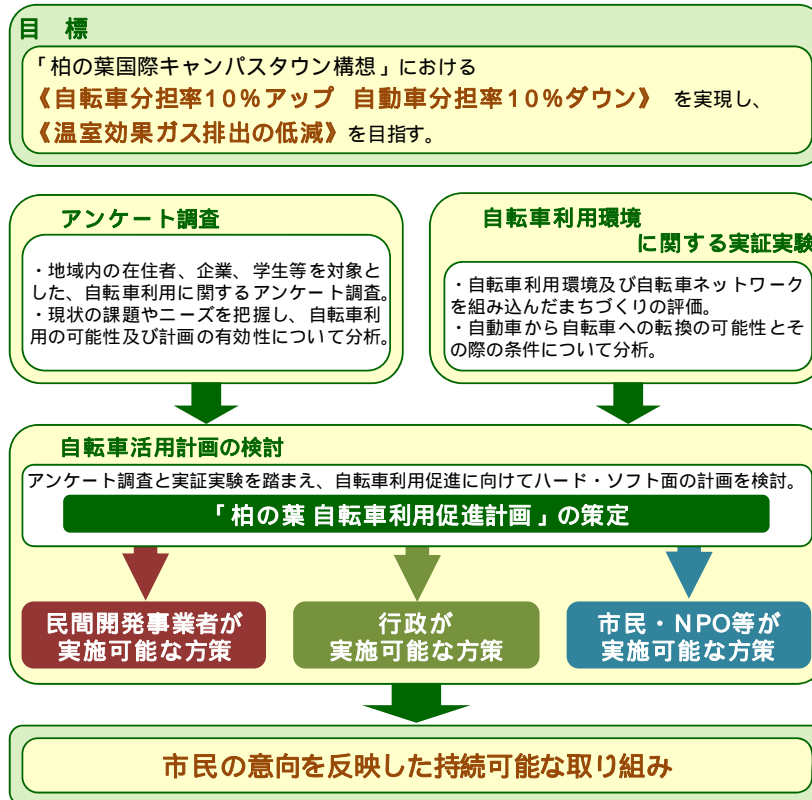 目 標
「柏の葉国際キャンパスタウン構想」における
《自転車分担率10％アップ 自動車分担率10％ダウン》 を実現し、
《温室効果ガス排出の低減》を目指す。
アンケート調査
・地域内の在住者、企業、学生等を対象と
した、自転車利用に関するアンケート調査。
・現状の課題やニーズを把握し、自転車利
用の可能性及び計画の有効性について分析。
自転車利用環境
に関する実証実験
・自転車利用環境及び自転車ネットワーク
を組み込んだまちづくりの評価。
・自動車から自転車への転換の可能性とそ
の際の条件について分析。
自転車活用計画の検討
アンケート調査と実証実験を踏まえ、自転車利用促進に向けてハード・ソフト面の計画を検討。
「柏の葉 自転車利用促進計画」の策定
民間開発事業者が
実施可能な方策
行政が
実施可能な方策
市民・NPO等が
実施可能な方策
市民の意向を反映した持続可能な取り組み